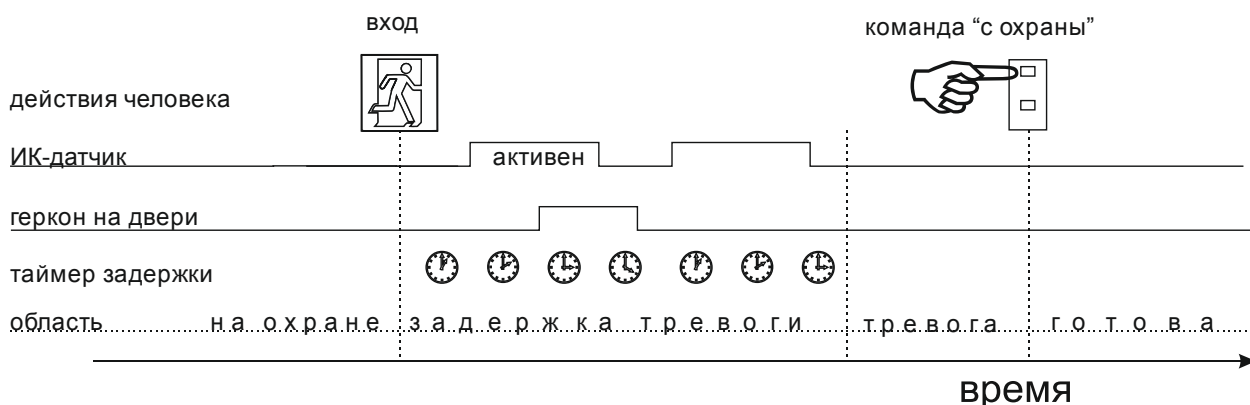 вход
команда “с охраны”
действия человека
ИК-датчик
активен
геркон на двери
таймер задержки
область на охране задержка тревоги тревога готова
время